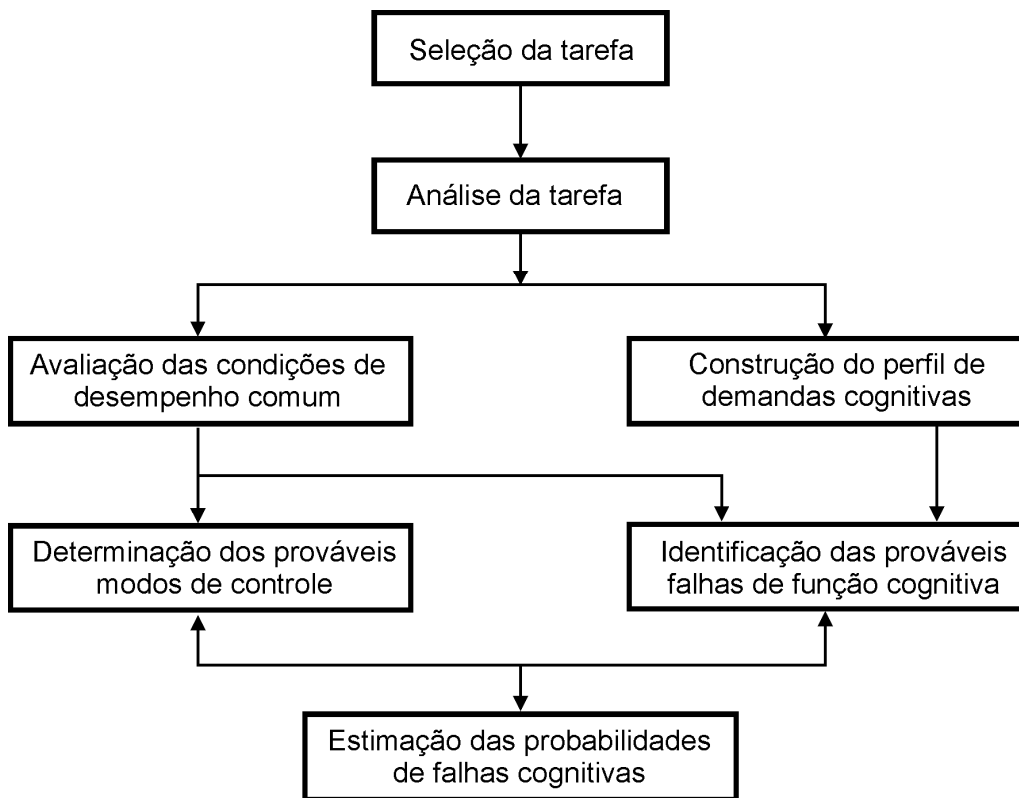 Seleção da tarefa
Análise da tarefa
Avaliação das condições de
desempenho comum
Construção do perfil de
demandas cognitivas
Determinação dos prováveis
modos de controle
Identificação das prováveis
falhas de função cognitiva
Estimação das probabilidades
de falhas cognitivas